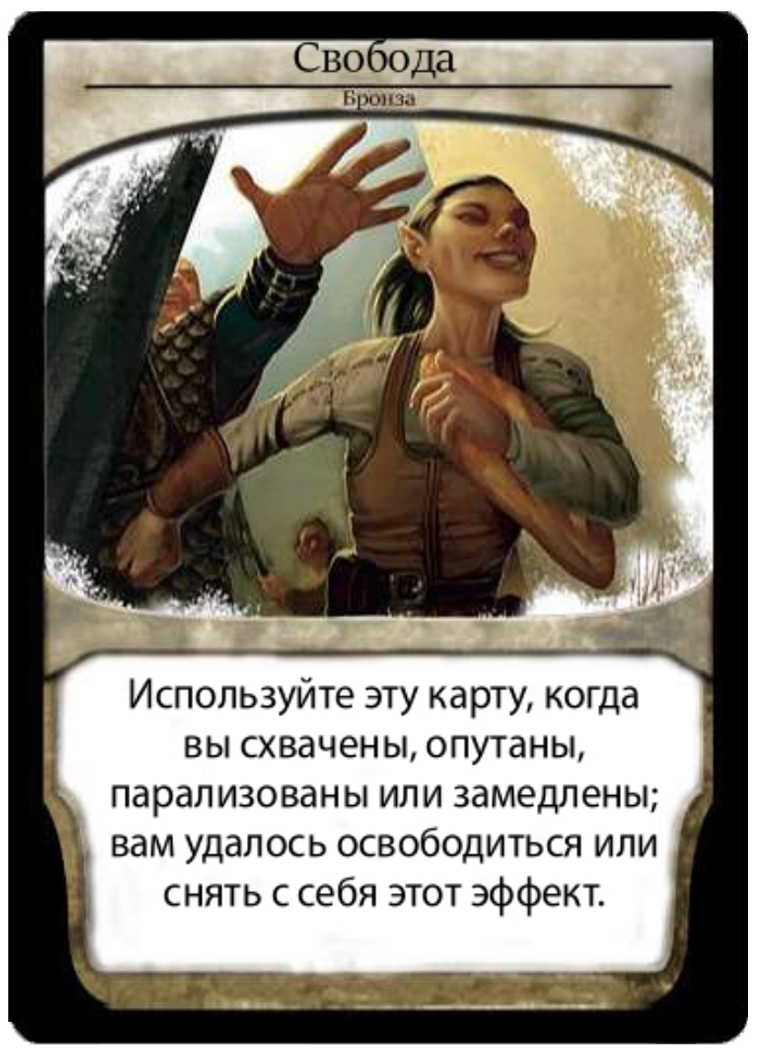 Свобода
Бронза
Используйте эту карту, когда
вы схвачены, опутаны,
парализованы или замедлены;
вам удалось освободиться или
снять с себя этот эффект.